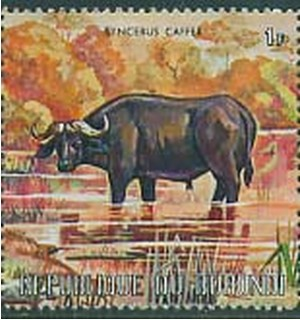 SYNCERUS CAFFER
1F
REPUBLIQUE DU BURUNDI